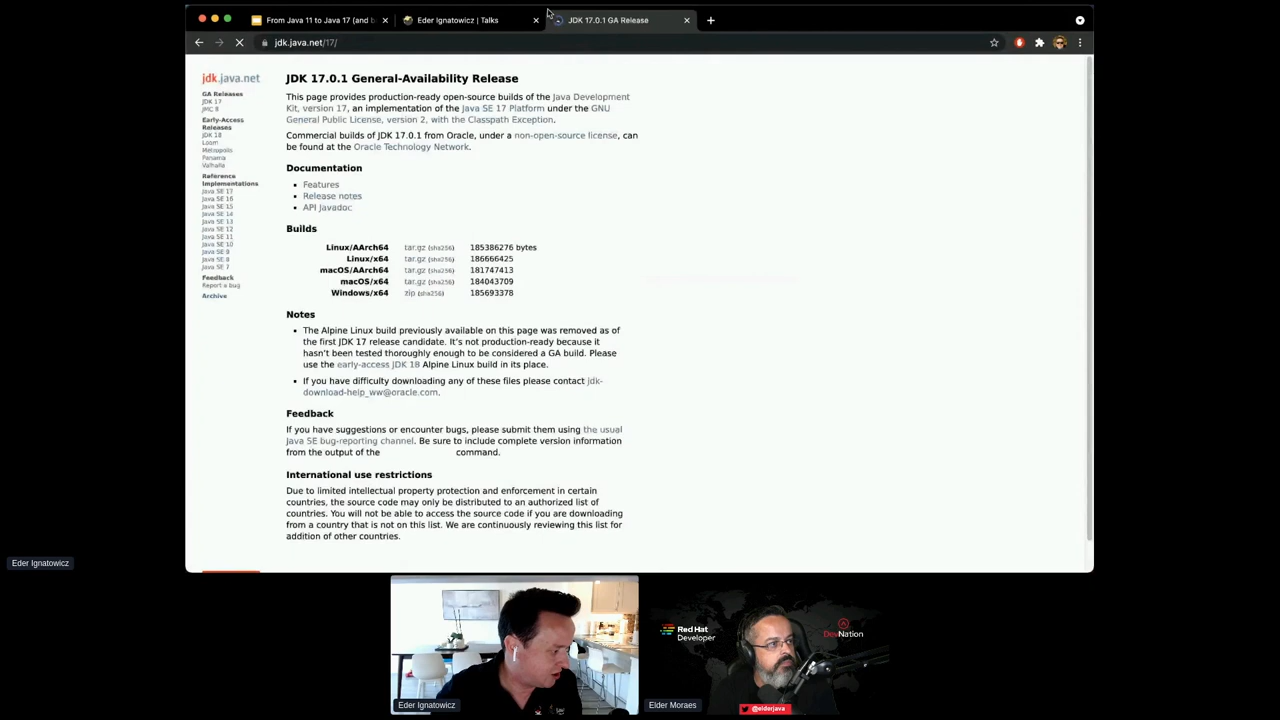 From Java 11 to Java 17 (and b
Eder Ignatowicz | Talks
JDK 17.0.1 GA Release
jdk.java.net/17/
jdk.java.net
GA Releases
JDK 17
JMC 8
Early-Access
Releases
JDK 18
Loom
Metropolis
Panama
Valhalla
Reference
Implementations
Java SE 17
Java SE 16
Java SE 15
Java SE 14
Java SE 13
Java SE 12
Java SE 11
Java SE 10
Java SE 9
Java SE 8
Java SE 7
Feedback
Report a bug
Archive
JDK 17.0.1 General-Availability Release
This page provides production-ready open-source builds of the Java Development
Kit, version 17, an implementation of the Java SE 17 Platform under the GNU
General Public License, version 2, with the Classpath Exception.
Commercial builds of JDK 17.0.1 from Oracle, under a non-open-source license, can
be found at the Oracle Technology Network.
Documentation
Features
Release notes
API Javadoc
Builds
Linux/AArch64 tar.gz (sha256) 185386276 bytes
Linux/x64 tar.gz (sha256) 186666425
macOS/AArch64 tar.gz (sha256) 181747413
macOS/x64 tar.gz (sha256) 184043709
Windows/x64 zip (sha256) 185693378
Notes
The Alpine Linux build previously available on this page was removed as of
the first JDK 17 release candidate. It's not production-ready because it
hasn't been tested thoroughly enough to be considered a GA build. Please
use the early-access JDK 18 Alpine Linux build in its place.
If you have difficulty downloading any of these files please contact jdk-
download-help_ww@oracle.com.
Feedback
If you have suggestions or encounter bugs, please submit them using the usual
Java SE bug-reporting channel. Be sure to include complete version information
from the output of the command.
International use restrictions
Due to limited intellectual property protection and enforcement in certain
countries, the source code may only be distributed to an authorized list of
countries. You will not be able to access the source code if you are downloading
from a country that is not on this list. We are continuously reviewing this list for
addition of other countries.
Eder Ignatowicz
Red Hat
Developer
DevNation
Eder Ignatowicz
Elder Moraes
@elderjava